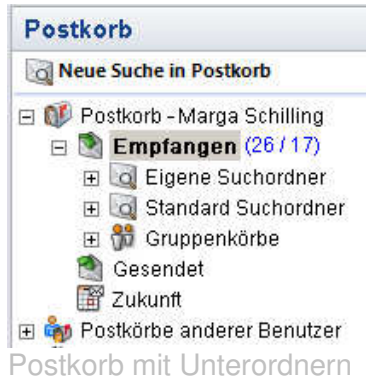 Postkorb
Neue Suche in Postkorb
Postkorb - Marga Schilling
Empfangen (26 / 17)
Eigene Suchordner
Standard Suchordner
Gruppenkörbe
Gesendet
Zukunft
Postkörbe anderer Benutzer
Postkorb mit Unterordnern